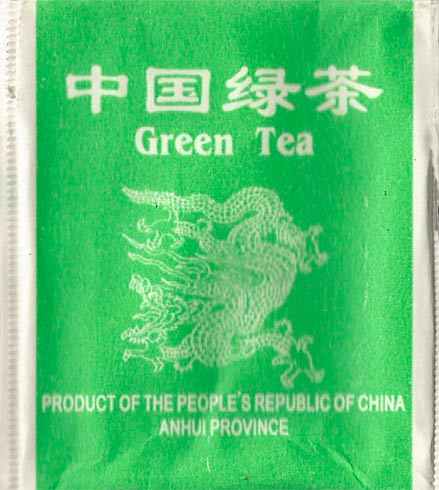 中国绿茶
Green Tea
PRODUCT OF THE PEOPLE'S REPUBLIC OF CHINA
ANHUI PROVINCE